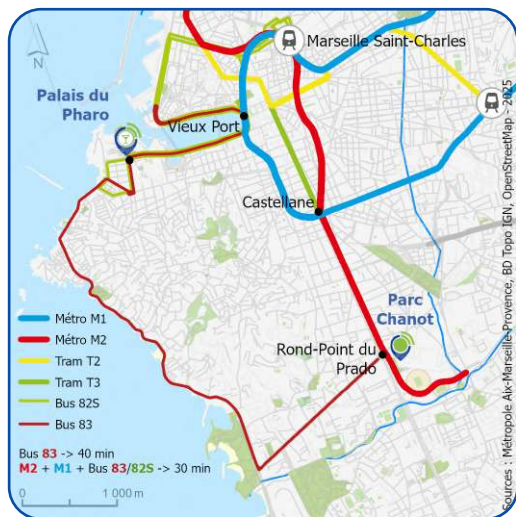 N
Marseille Saint-Charles
Palais du
Pharo
Vieux Port
Castellane
Parc
Chanot
Rond-Point du
Prado
Métro M1
Métro M2
Tram T2
Tram T3
Bus 82S
Bus 83
Bus 83 -> 40 min
M2 + M1 + Bus 83/82S -> 30 min
0 1 000 m
Sources : Métropole Aix-Marseille-Provence, BD Topo IGN, OpenStreetMap - 2025